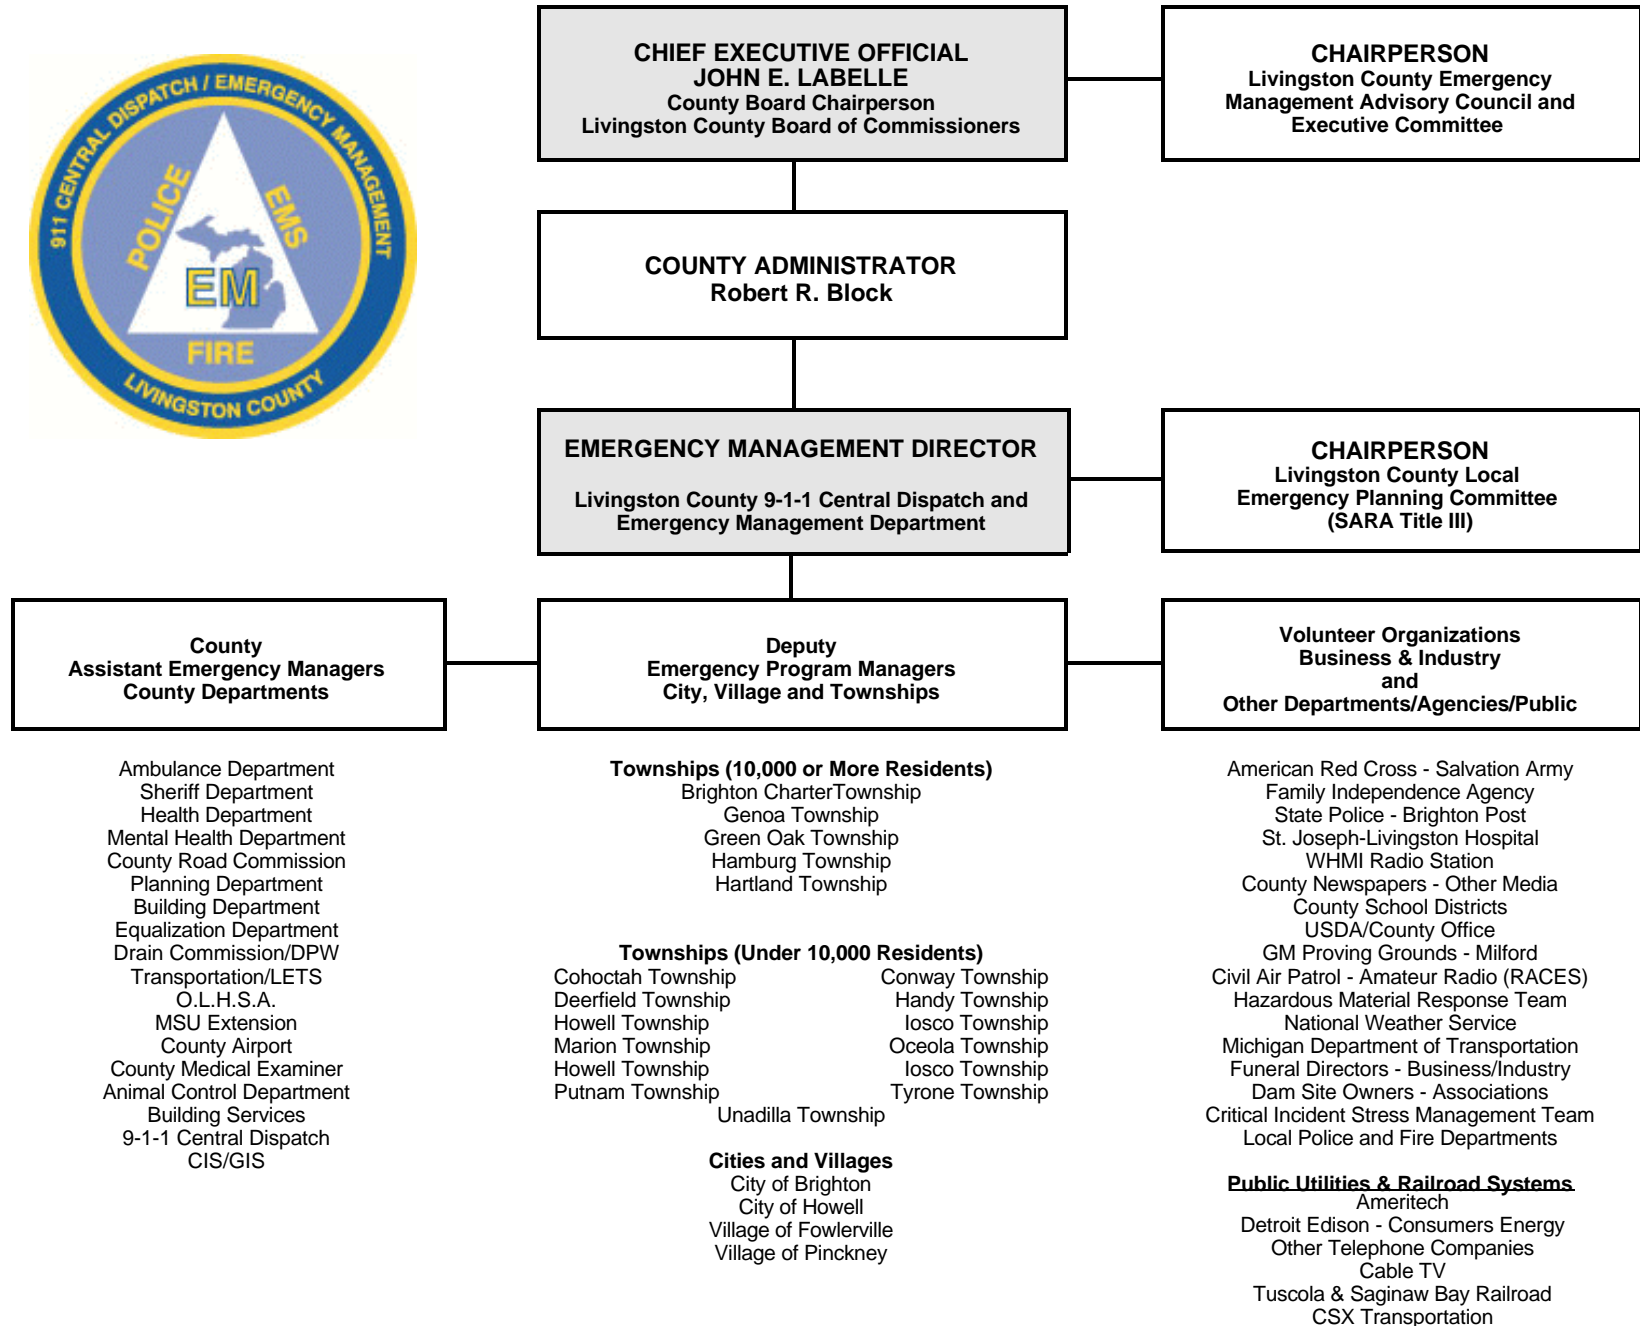 911 CENTRAL DISPATCH / EMERGENCY MANAGEMENT
POLICE
EMS
EM
FIRE
LIVINGSTON COUNTY
CHIEF EXECUTIVE OFFICIAL
JOHN E. LABELLE
County Board Chairperson
Livingston County Board of Commissioners
CHAIRPERSON
Livingston County Emergency
Management Advisory Council and
Executive Committee
COUNTY ADMINISTRATOR
Robert R. Block
EMERGENCY MANAGEMENT DIRECTOR
Livingston County 9-1-1 Central Dispatch and
Emergency Management Department
CHAIRPERSON
Livingston County Local
Emergency Planning Committee
(SARA Title III)
County
Assistant Emergency Managers
County Departments
Deputy
Emergency Program Managers
City, Village and Townships
Volunteer Organizations
Business & Industry
and
Other Departments/Agencies/Public
Ambulance Department
Sheriff Department
Health Department
Mental Health Department
County Road Commission
Planning Department
Building Department
Equalization Department
Drain Commission/DPW
Transportation/LETS
O.L.H.S.A.
MSU Extension
County Airport
County Medical Examiner
Animal Control Department
Building Services
9-1-1 Central Dispatch
CIS/GIS
Townships (10,000 or More Residents)
Brighton CharterTownship
Genoa Township
Green Oak Township
Hamburg Township
Hartland Township
Townships (Under 10,000 Residents)
Cohoctah Township Conway Township
Deerfield Township Handy Township
Howell Township Iosco Township
Marion Township Oceola Township
Howell Township Iosco Township
Putnam Township Tyrone Township
Unadilla Township
Cities and Villages
City of Brighton
City of Howell
Village of Fowlerville
Village of Pinckney
American Red Cross - Salvation Army
Family Independence Agency
State Police - Brighton Post
St. Joseph-Livingston Hospital
WHMI Radio Station
County Newspapers - Other Media
County School Districts
USDA/County Office
GM Proving Grounds - Milford
Civil Air Patrol - Amateur Radio (RACES)
Hazardous Material Response Team
National Weather Service
Michigan Department of Transportation
Funeral Directors - Business/Industry
Dam Site Owners - Associations
Critical Incident Stress Management Team
Local Police and Fire Departments
Public Utilities & Railroad Systems
Ameritech
Detroit Edison - Consumers Energy
Other Telephone Companies
Cable TV
Tuscola & Saginaw Bay Railroad
CSX Transportation